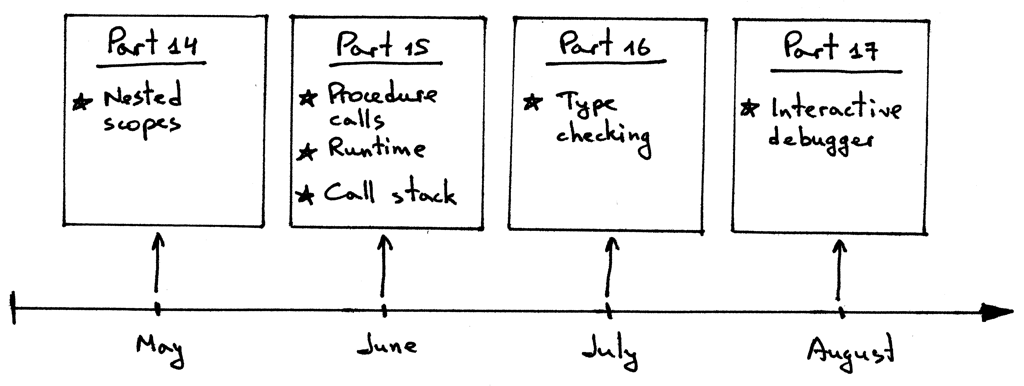 Part 14
★ Nested
scopes
Part 15
★ Procedure
calls
★ Runtime
★ Call stack
Part 16
★ Type
checking
Part 17
★ Interactive
debugger
May
June
July
August